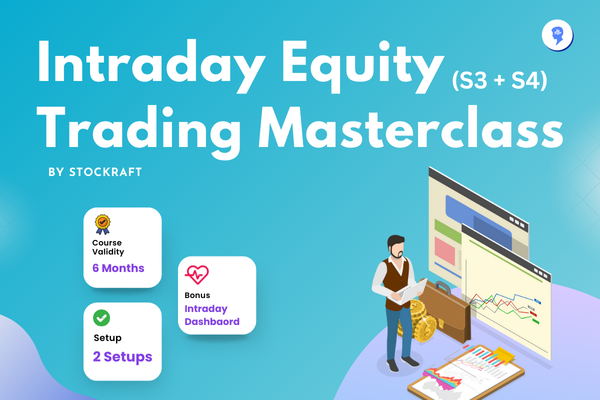 Intraday Equity (S3 + S4)
Trading Masterclass
BY STOCKRAFT
Course
Validity
6 Months
Bonus
Intraday
Dashbaord
Setup
2 Setups